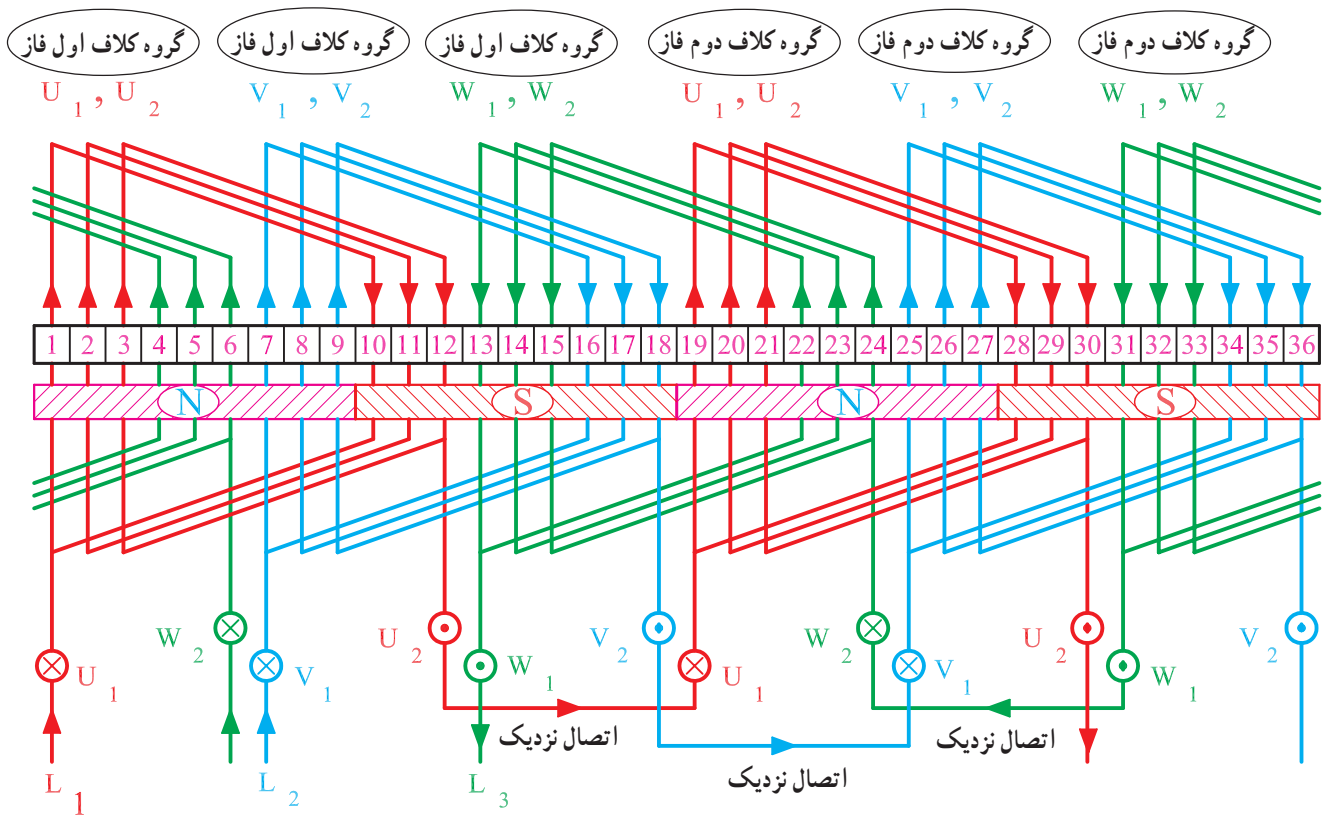 گروه کلاف اول فاز گروه کلاف اول فاز گروه کلاف اول فاز گروه کلاف دوم فاز گروه کلاف دوم فاز گروه کلاف دوم فاز
U1 , U2 V1 , V2 W1 , W2 U1 , U2 V1 , V2 W1 , W2
1 2 3 4 5 6 7 8 9 10 11 12 13 14 15 16 17 18 19 20 21 22 23 24 25 26 27 28 29 30 31 32 33 34 35 36
N S N S
W2 U2 V2 W2 U2 V2
U1 V1 W1 U1 V1 W1
اتصال نزدیک اتصال نزدیک
اتصال نزدیک
L1 L2 L3